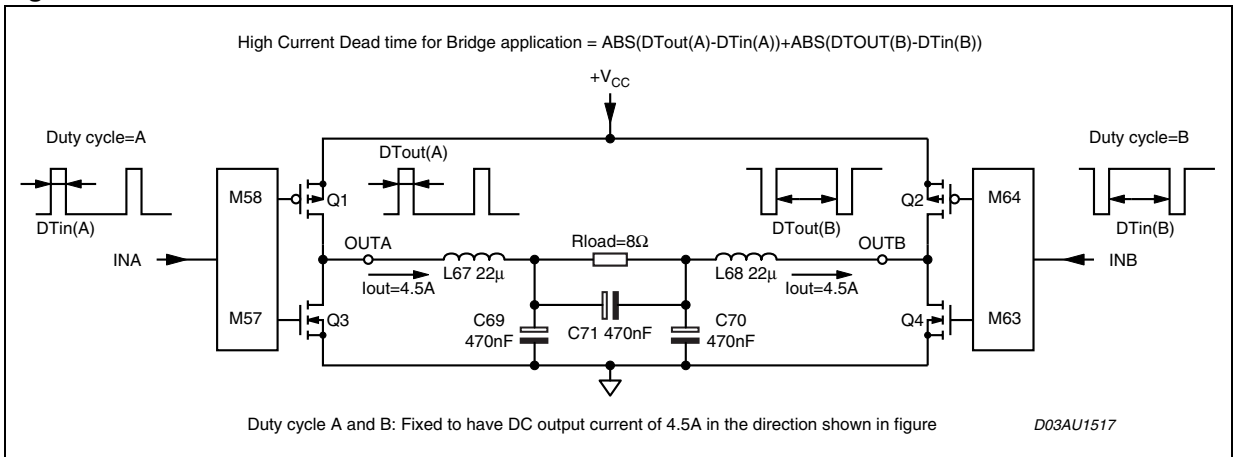 High Current Dead time for Bridge application = ABS(DTout(A)-DTin(A))+ABS(DTOUT(B)-DTin(B))
+VCC
Duty cycle=A
DTout(A)
Duty cycle=B
M58
Q1
Q2
M64
DTin(A)
DTout(B)
DTin(B)
INA
OUTA
Rload=8Ω
OUTB
INB
L67 22µ
L68 22µ
Iout=4.5A
Iout=4.5A
M57
Q3
C69
470nF
C71 470nF
C70
470nF
Q4
M63
Duty cycle A and B: Fixed to have DC output current of 4.5A in the direction shown in figure
D03AU1517